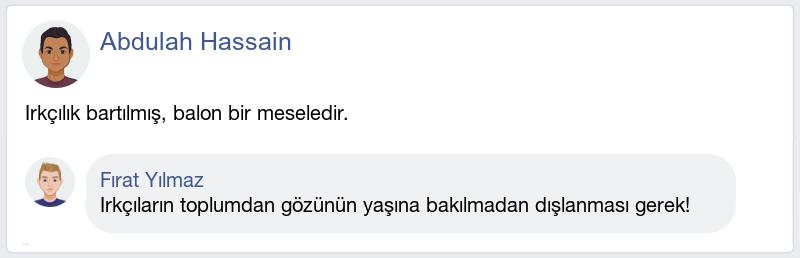 Abdulah Hassain
Irkçılık bartılmış, balon bir meseledir.
Fırat Yılmaz
Irkçıların toplumdan gözünün yaşına bakılmadan dışlanması gerek!